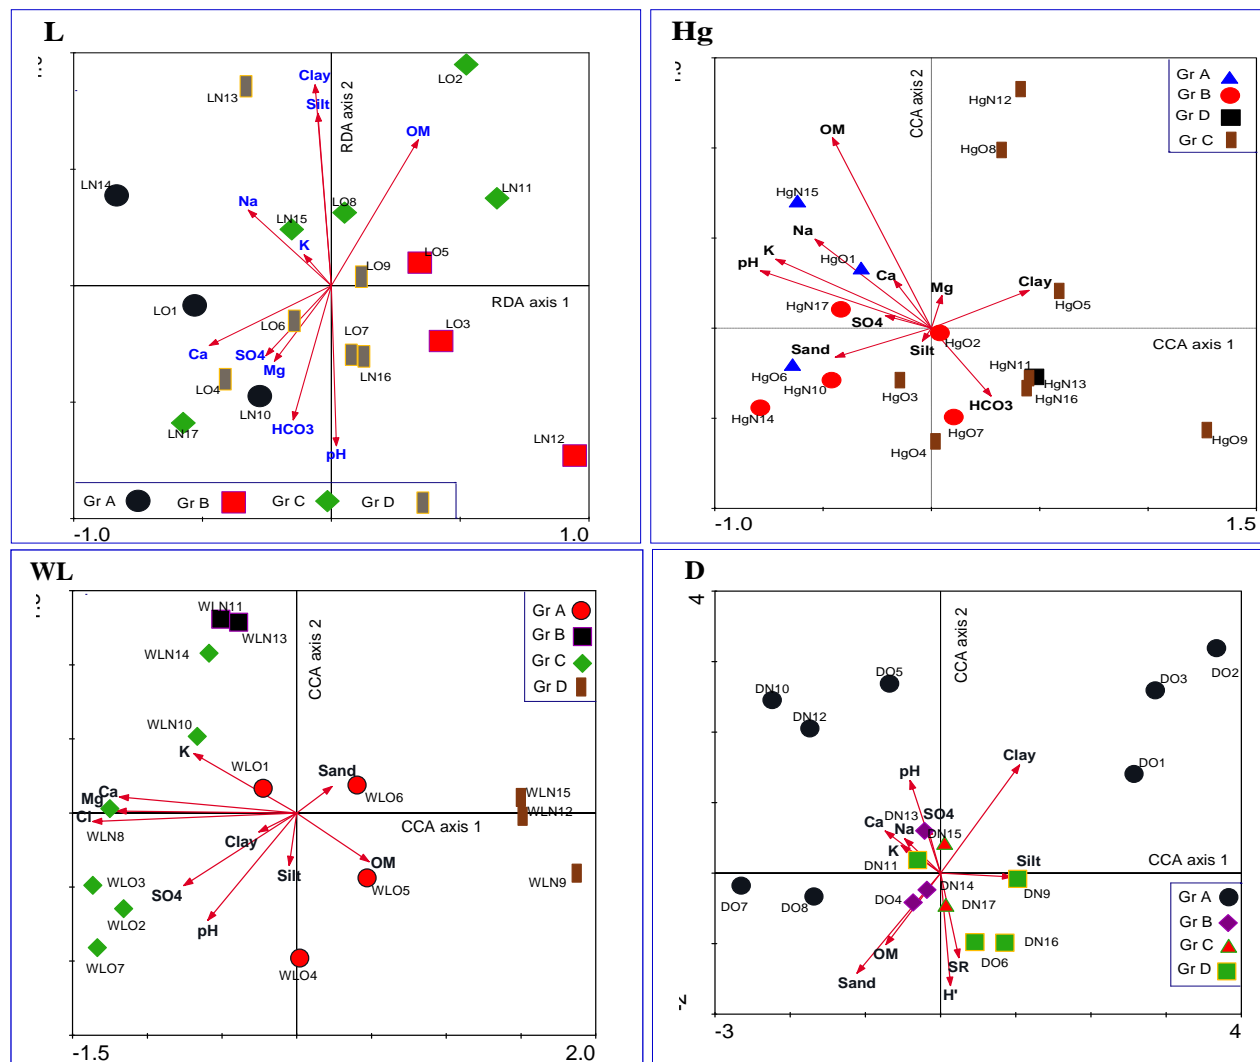 L
Clay
LO2
LN13
Silt
RDA axis 2
OM
LN14
LN11
Na
LO8
LN15
K
LO5
LO9
RDA axis 1
LO1
LO6
LO7
LO3
Ca
SO4
Mg
LN16
LO4
LN10
HCO3
LN17
pH
LN12
Gr A
Gr B
Gr C
Gr D
-1.0
1.0
Hg
CCA axis 2
Gr A
Gr B
Gr D
Gr C
HgN12
OM
HgO8
HgN15
Na
K
HgO1
pH
Ca
Mg
Clay
HgO5
HgN17
SO4
HgO2
CCA axis 1
Sand
Silt
HgN11
HgO6
HgN10
HgN13
HgO3
HgN16
HCO3
HgN14
HgO7
HgO4
HgO9
-1.0
1.5
WL
WLN11
Gr A
WLN13
Gr B
WLN14
Gr C
CCA axis 2
Gr D
WLN10
K
WLO1
Sand
Ca
WLO6
WLN15
Mg
Cl
WLN12
CCA axis 1
WLN8
Clay
OM
Silt
WLN9
WLO3
SO4
WLO5
WLO2
pH
WLO7
WLO4
-1.5
2.0
D
4
CCA axis 2
DO5
DO2
DN10
DO3
DN12
Clay
DO1
pH
DN13
SO4
Ca
Na
DN15
K
DN11
Silt
CCA axis 1
DN14
DN9
DO7
DO8
DO4
DN17
Gr A
Gr B
DN16
OM
DO6
Gr C
SR
Sand
H'
Gr D
-2
-3
4